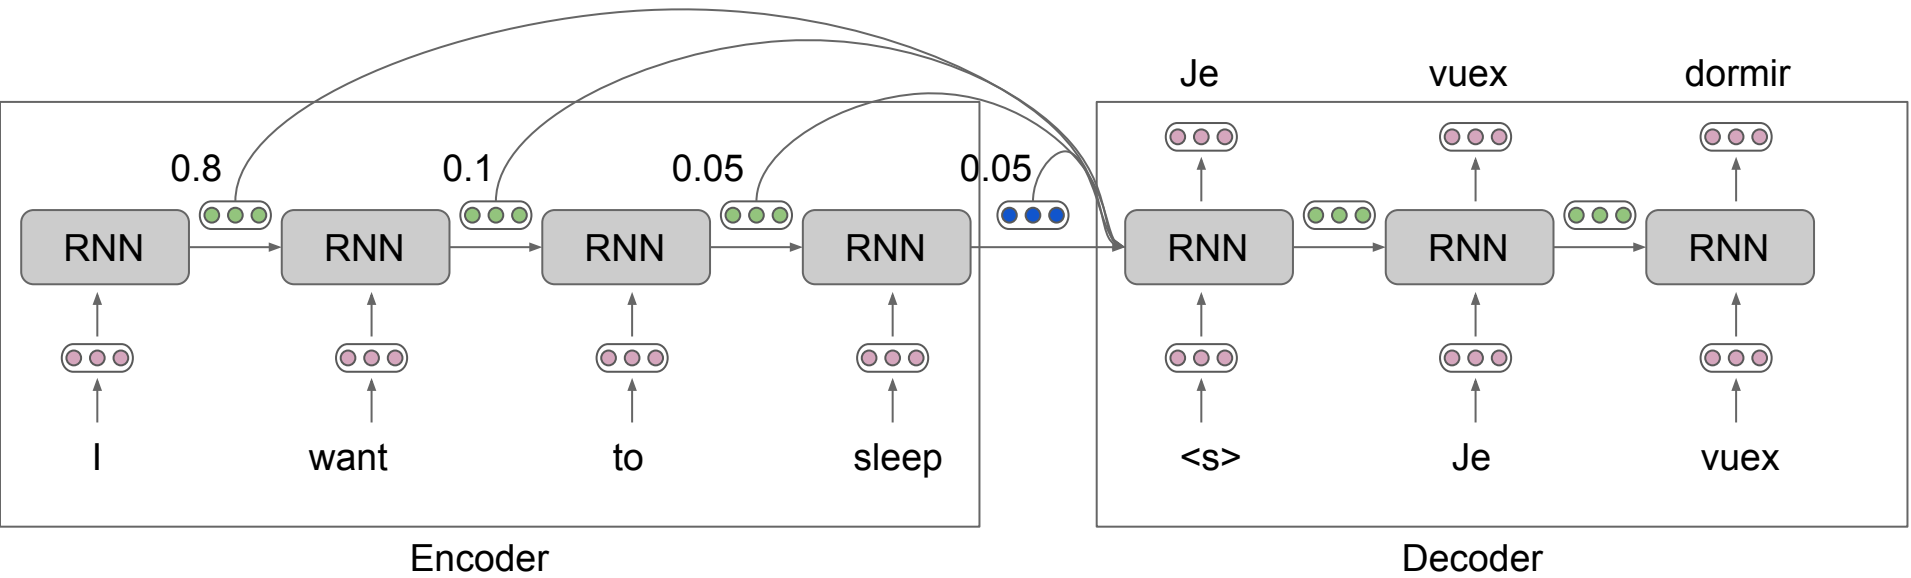 Je vuex dormir
0.8 0.1 0.05 0.05
RNN RNN RNN RNN RNN RNN RNN
I want to sleep <s> Je vuex
Encoder Decoder